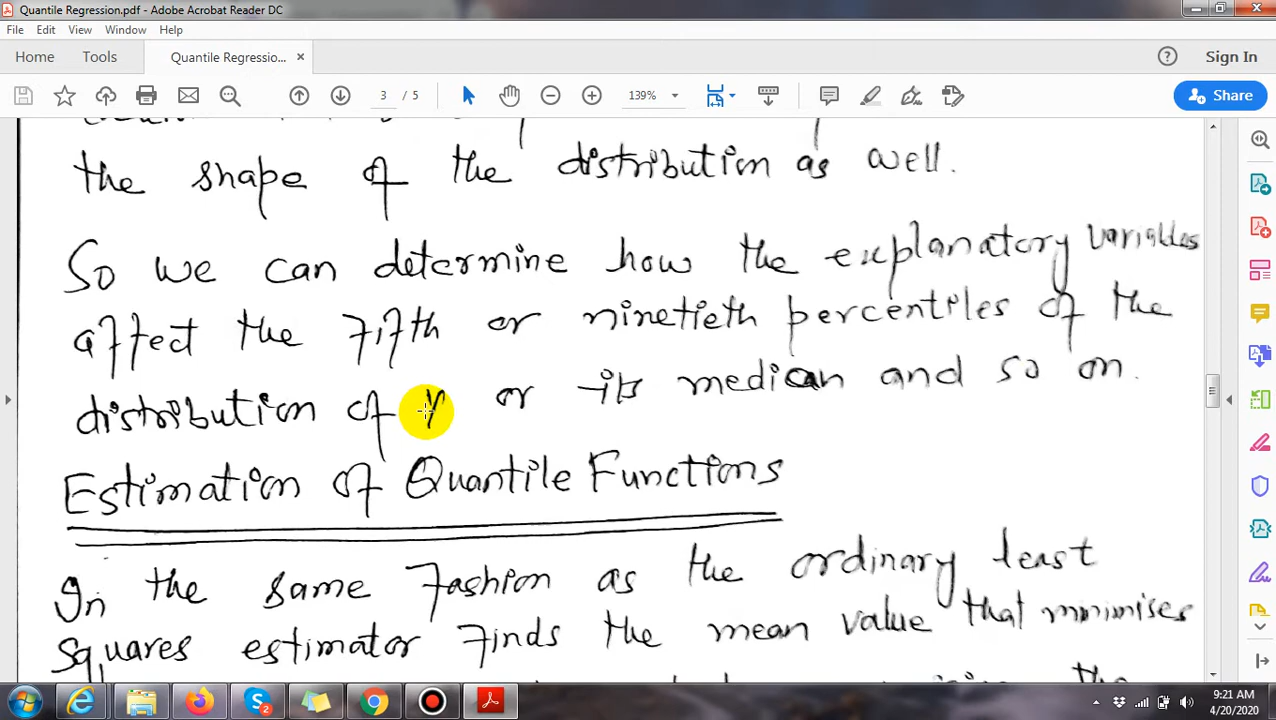 Quantile Regression.pdf - Adobe Acrobat Reader DC
File Edit View Window Help
Home Tools Quantile Regressio... × Sign In
3 / 5 139% Share
the shape of the distribution as well.
So we can determine how the explanatory variables
affect the fifth or ninetieth percentiles of the
distribution of Y or its median and so on.
Estimation of Quantile Functions
In the same fashion as the ordinary least
squares estimator finds the mean value that minimises
the
9:21 AM
4/20/2020